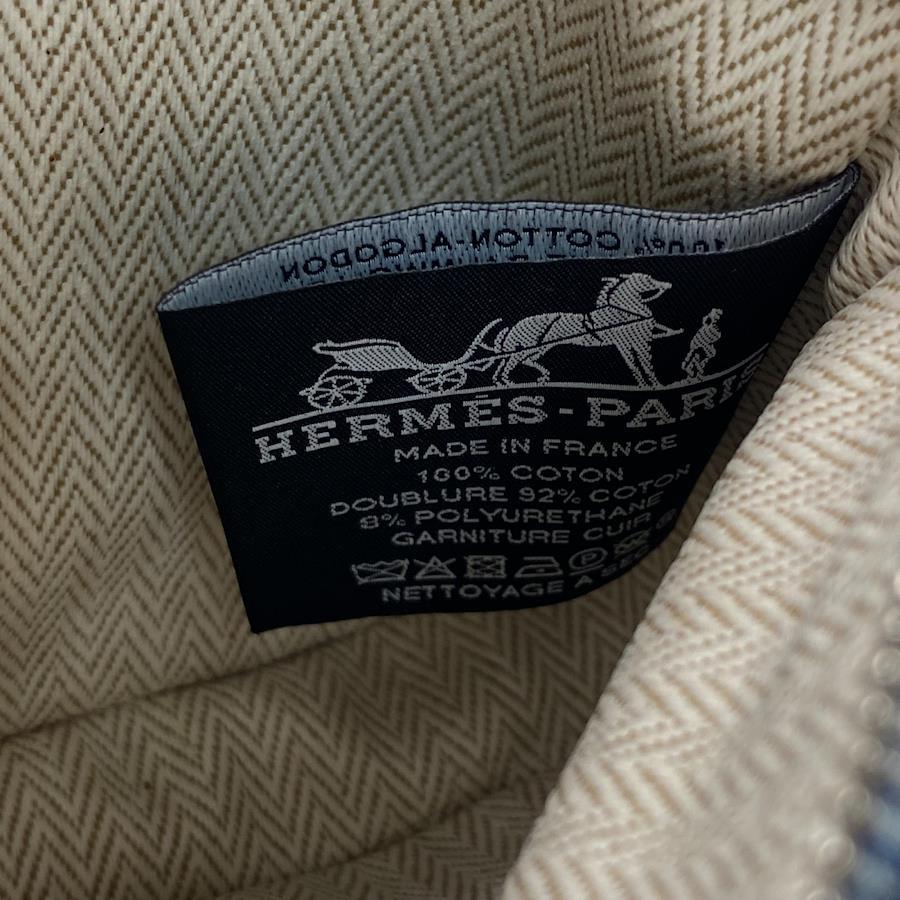 100% COTTON-ALGODON
HERMÈS-PARIS
MADE IN FRANCE
100% COTON
DOUBLURE 92% COTON
8% POLYURETHANE
GARNITURE CUIR
NETTOYAGE A SEC